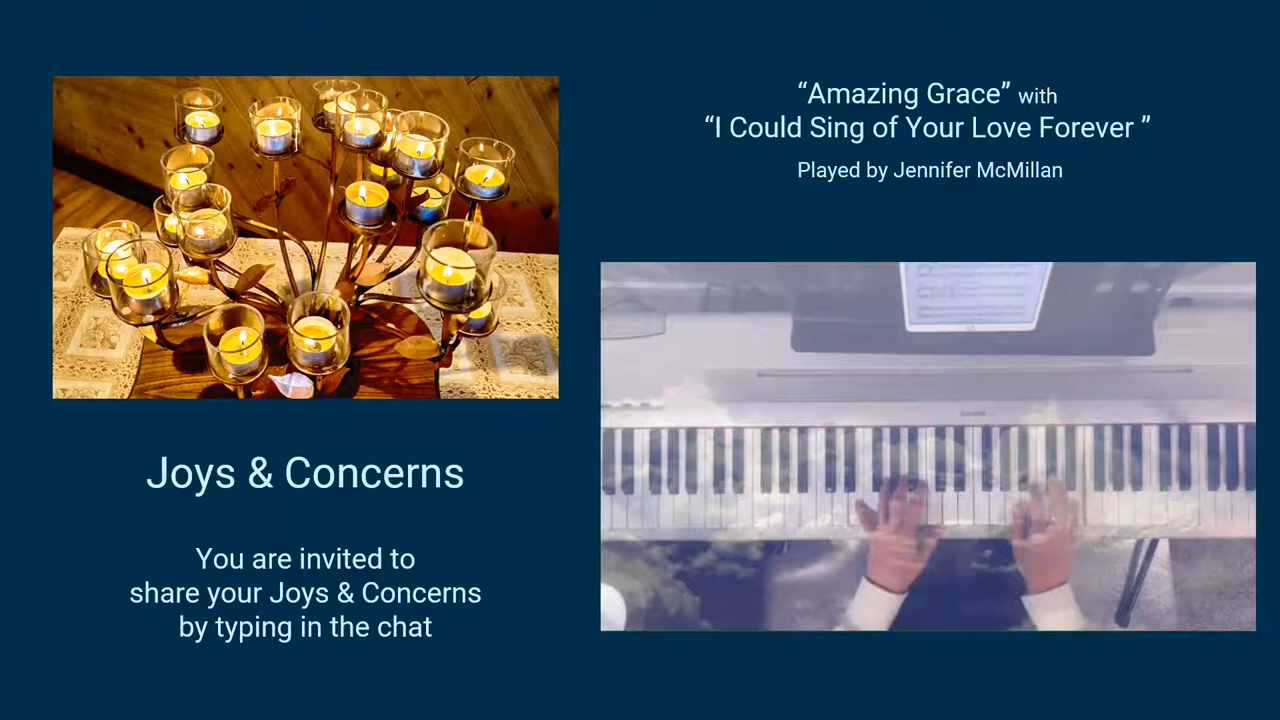 “Amazing Grace” with
“I Could Sing of Your Love Forever ”
Played by Jennifer McMillan
Joys & Concerns
You are invited to
share your Joys & Concerns
by typing in the chat